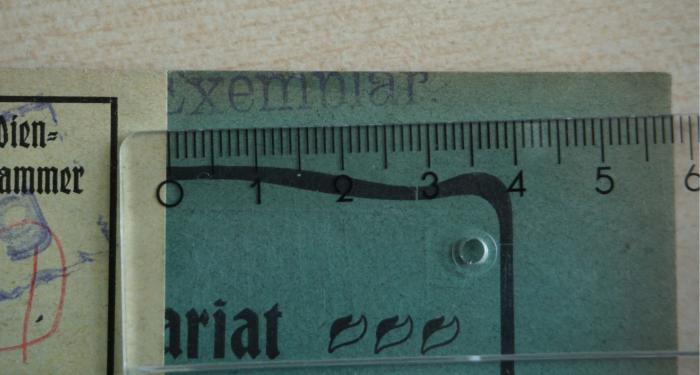 Exemplar.
Dien=
ammer
0 1 2 3 4 5 6
ariat